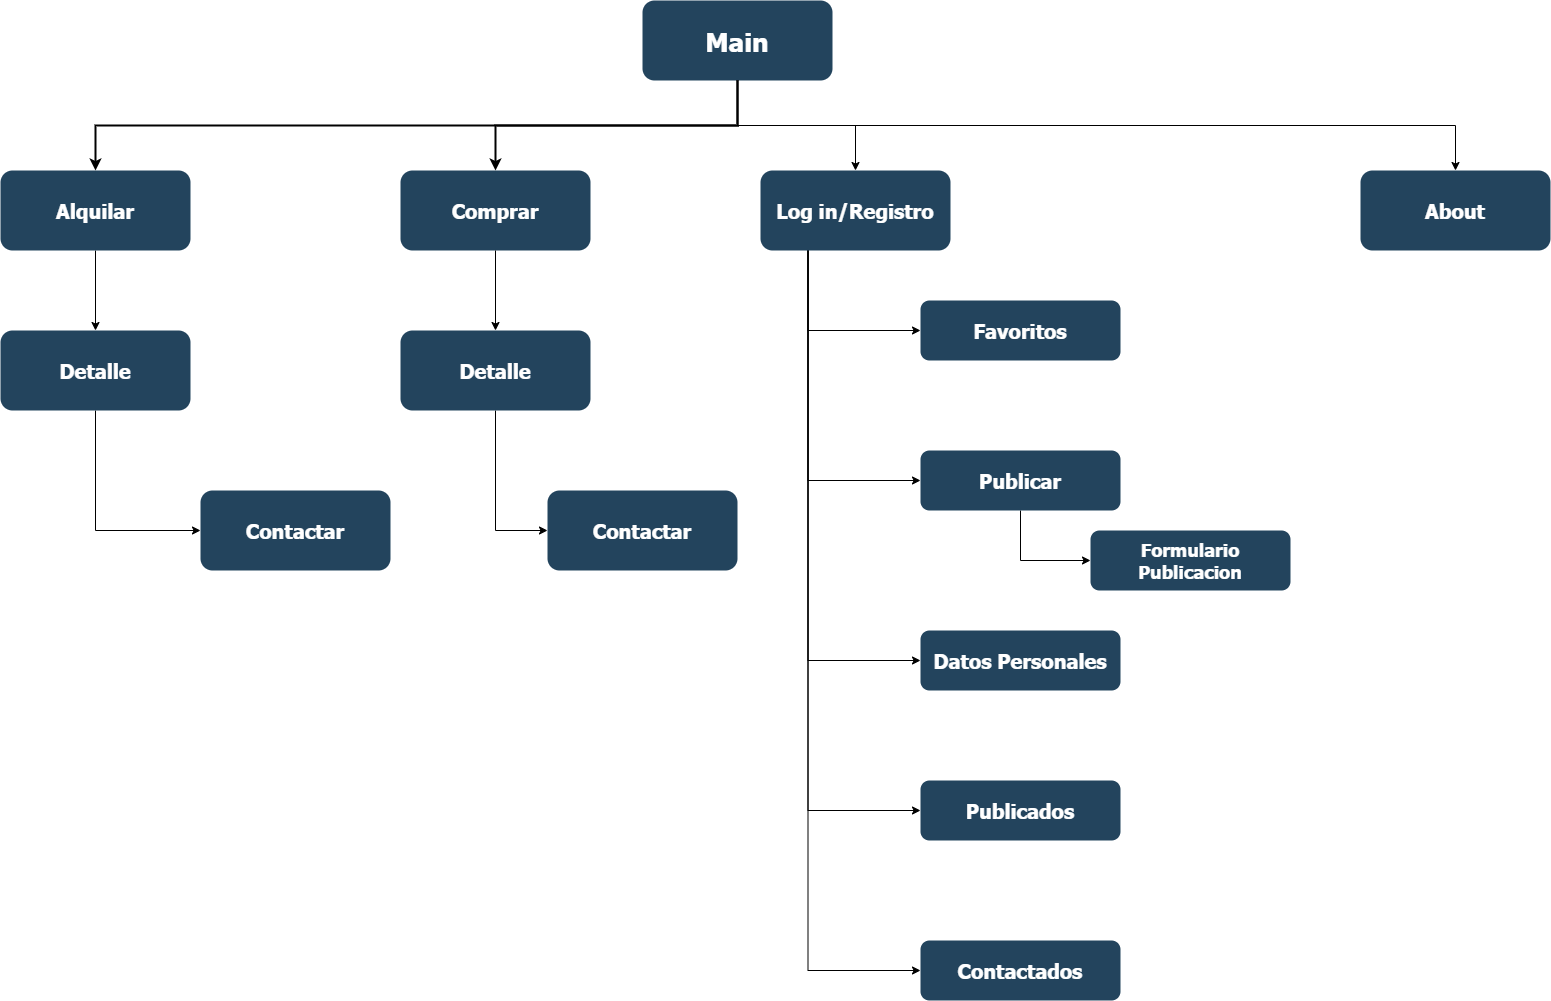 Main
Alquilar
Comprar
Log in/Registro
About
Detalle
Detalle
Favoritos
Contactar
Contactar
Publicar
Formulario
Publicacion
Datos Personales
Publicados
Contactados